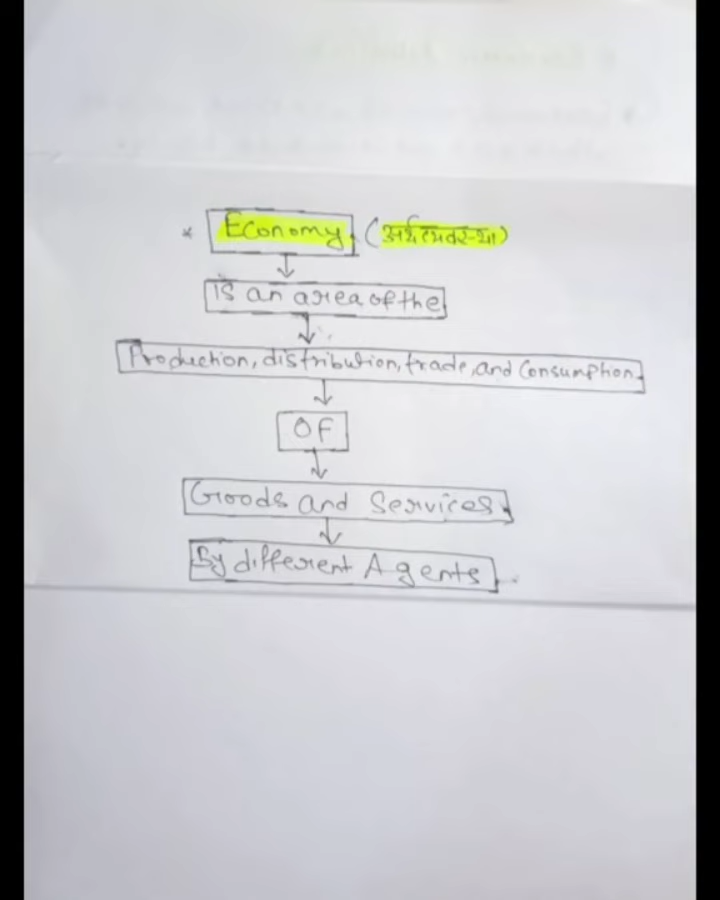 * Economy (अर्थव्यवस्था)
is an area of the
Production, distribution, trade, and Consumption.
OF
Goods and Services
By different Agents